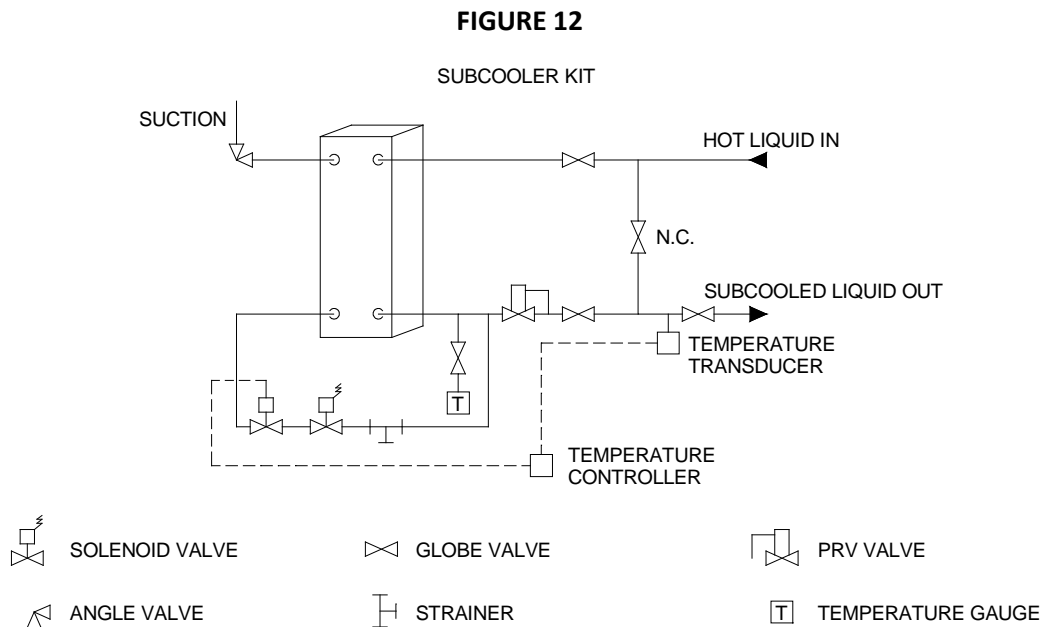 FIGURE 12
SUBCOOLER KIT
SUCTION
HOT LIQUID IN
N.C.
SUBCOOLED LIQUID OUT
TEMPERATURE
TRANSDUCER
T
TEMPERATURE
CONTROLLER
SOLENOID VALVE
GLOBE VALVE
PRV VALVE
ANGLE VALVE
STRAINER
T TEMPERATURE GAUGE